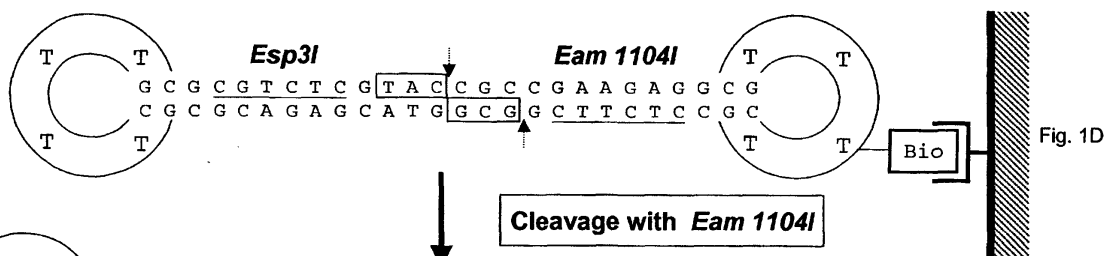 Esp3I Eam 1104I
T T T T
G C G C G T C T C G T A C C G C C G A A G A G G C G
C G C G C A G A G C A T G G C G G C T T C T C C G C
T T T T Bio Fig. 1D
Cleavage with Eam 1104I